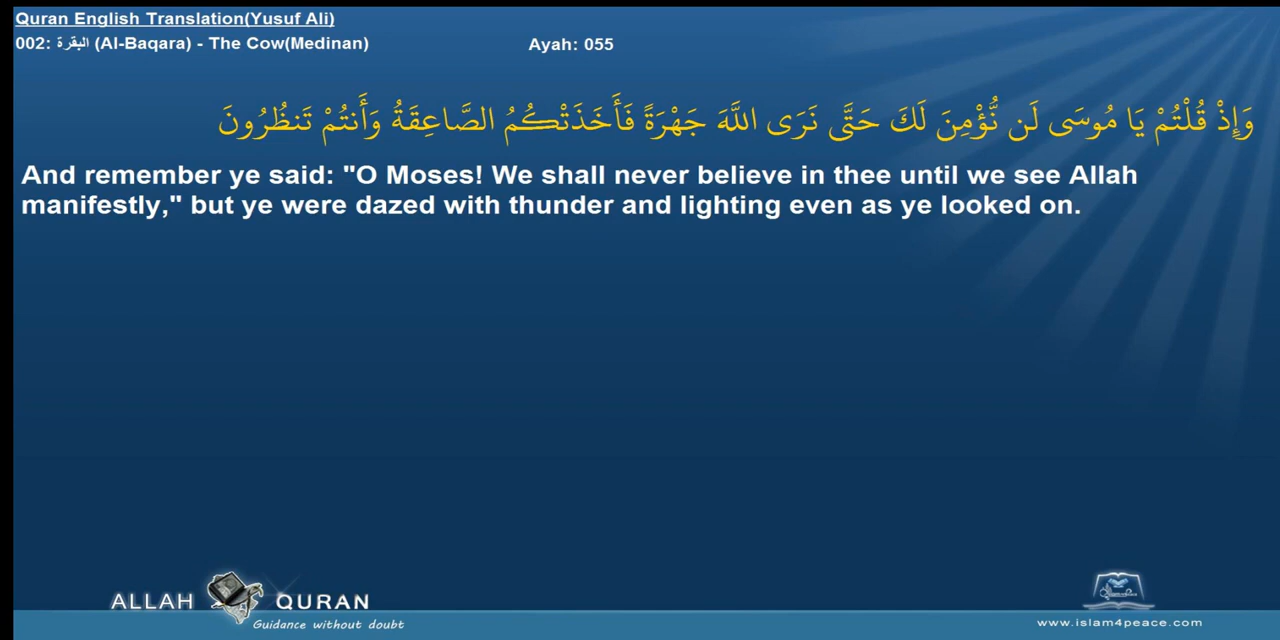 Quran English Translation(Yusuf Ali)
002: البقرة (Al-Baqara) - The Cow(Medinan) Ayah: 055
وَإِذْ قُلْتُمْ يَا مُوسَى لَن نُّؤْمِنَ لَكَ حَتَّى نَرَى اللَّهَ جَهْرَةً فَأَخَذَتْكُمُ الصَّاعِقَةُ وَأَنتُمْ تَنظُرُونَ
And remember ye said: "O Moses! We shall never believe in thee until we see Allah
manifestly," but ye were dazed with thunder and lighting even as ye looked on.
ALLAH QURAN
Guidance without doubt
www.islam4peace.com